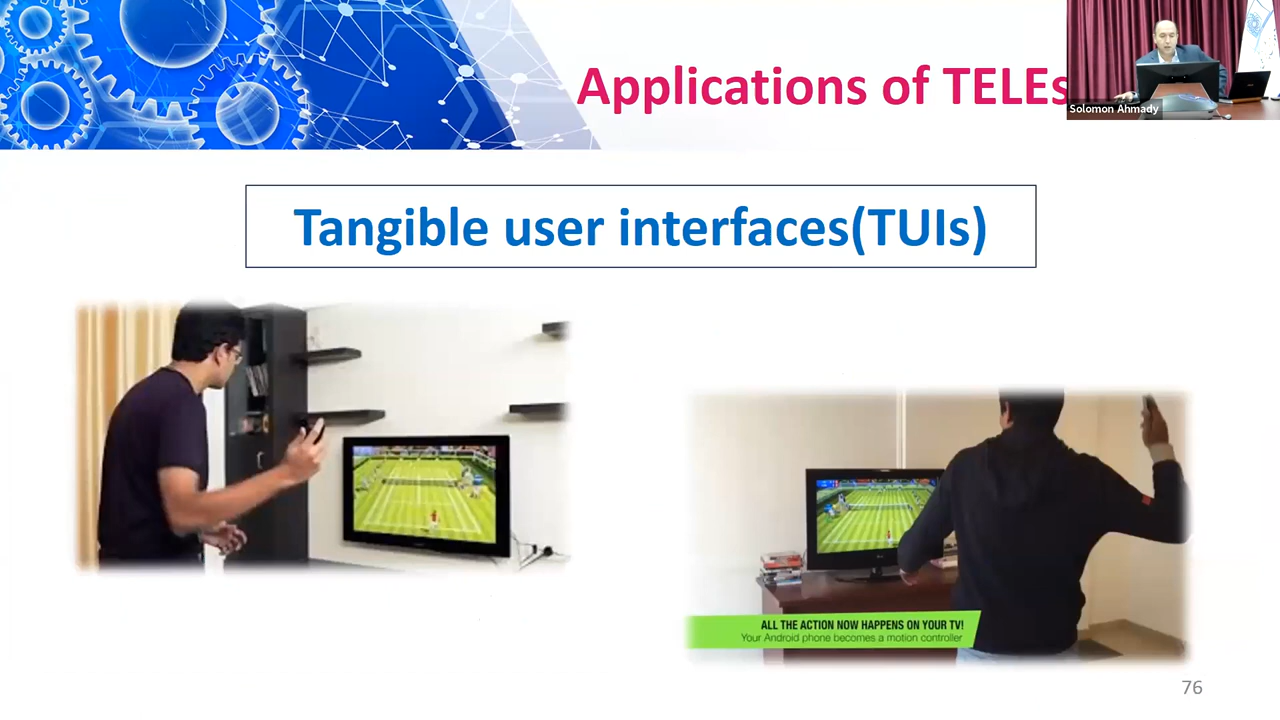 Applications of TELEs
Solomon Ahmady
Tangible user interfaces(TUIs)
ALL THE ACTION NOW HAPPENS ON YOUR TV!
Your Android phone becomes a motion controller
76